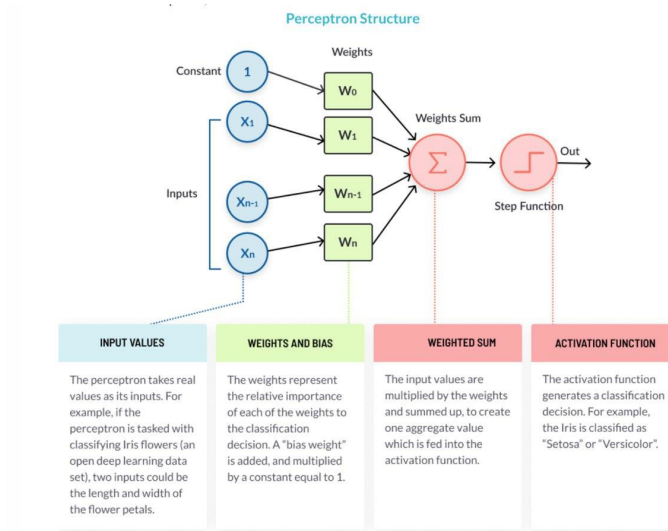 Perceptron Structure
Weights
Constant
1
W0
X1
W1
Weights Sum
Σ
Out
Inputs
Xn-1
Wn-1
Step Function
Xn
Wn
INPUT VALUES
The perceptron takes real
values as its inputs. For
example, if the
perceptron is tasked with
classifying Iris flowers (an
open deep learning data
set), two inputs could be
the length and width of
the flower petals.
WEIGHTS AND BIAS
The weights represent
the relative importance
of each of the weights to
the classification
decision. A “bias weight”
is added, and multiplied
by a constant equal to 1.
WEIGHTED SUM
The input values are
multiplied by the weights
and summed up, to create
one aggregate value
which is fed into the
activation function.
ACTIVATION FUNCTION
The activation function
generates a classification
decision. For example,
the Iris is classified as
“Setosa” or “Versicolor”.